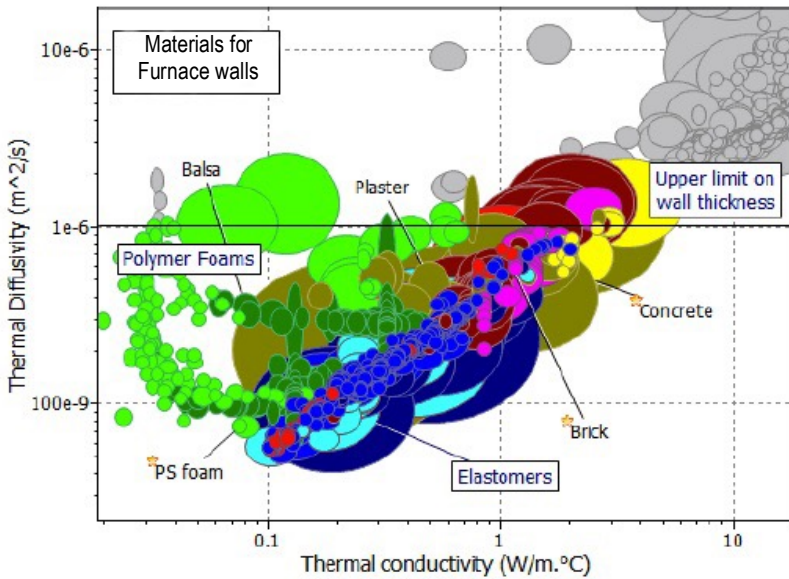 10e-6
Materials for
Furnace walls
Balsa
Plaster
Upper limit on
wall thickness
1e-6
Polymer Foams
Thermal Diffusivity (m^2/s)
Concrete
100e-9
Brick
PS foam
Elastomers
0.1
1
10
Thermal conductivity (W/m.°C)